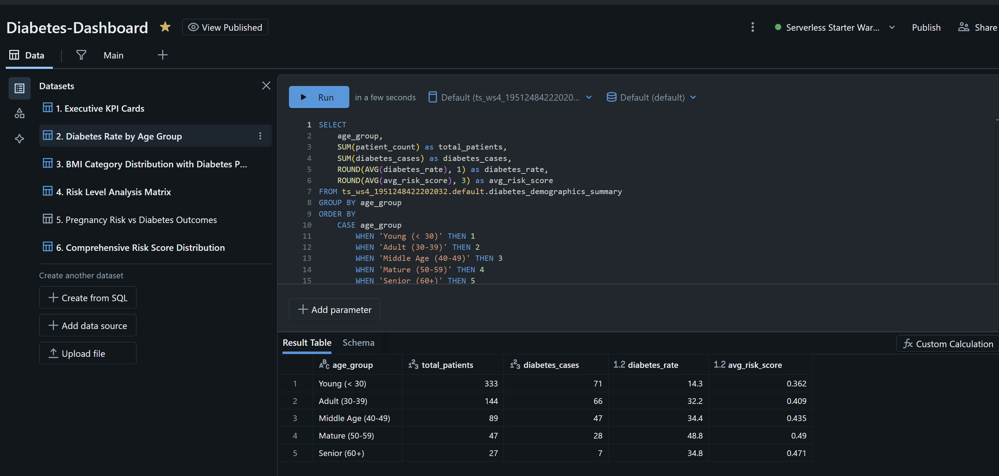 Diabetes-Dashboard
View Published
Serverless Starter War...
Publish
Share
Data
Main
Datasets
1. Executive KPI Cards
2. Diabetes Rate by Age Group
3. BMI Category Distribution with Diabetes P...
4. Risk Level Analysis Matrix
5. Pregnancy Risk vs Diabetes Outcomes
6. Comprehensive Risk Score Distribution
Create another dataset
Create from SQL
Add data source
Upload file
Run in a few seconds Default (ts_ws4_19512484222020... Default (default)
1 SELECT
2 age_group,
3 SUM(patient_count) as total_patients,
4 SUM(diabetes_cases) as diabetes_cases,
5 ROUND(AVG(diabetes_rate), 1) as diabetes_rate,
6 ROUND(AVG(avg_risk_score), 3) as avg_risk_score
7 FROM ts_ws4_1951248422202032.default.diabetes_demographics_summary
8 GROUP BY age_group
9 ORDER BY
10 CASE age_group
11 WHEN 'Young (< 30)' THEN 1
12 WHEN 'Adult (30-39)' THEN 2
13 WHEN 'Middle Age (40-49)' THEN 3
14 WHEN 'Mature (50-59)' THEN 4
15 WHEN 'Senior (60+)' THEN 5
Add parameter
Result Table Schema
fx Custom Calculation
ABC age_group 123 total_patients 123 diabetes_cases 1.2 diabetes_rate 1.2 avg_risk_score
1 Young (< 30) 333 71 14.3 0.362
2 Adult (30-39) 144 66 32.2 0.409
3 Middle Age (40-49) 89 47 34.4 0.435
4 Mature (50-59) 47 28 48.8 0.49
5 Senior (60+) 27 7 34.8 0.471